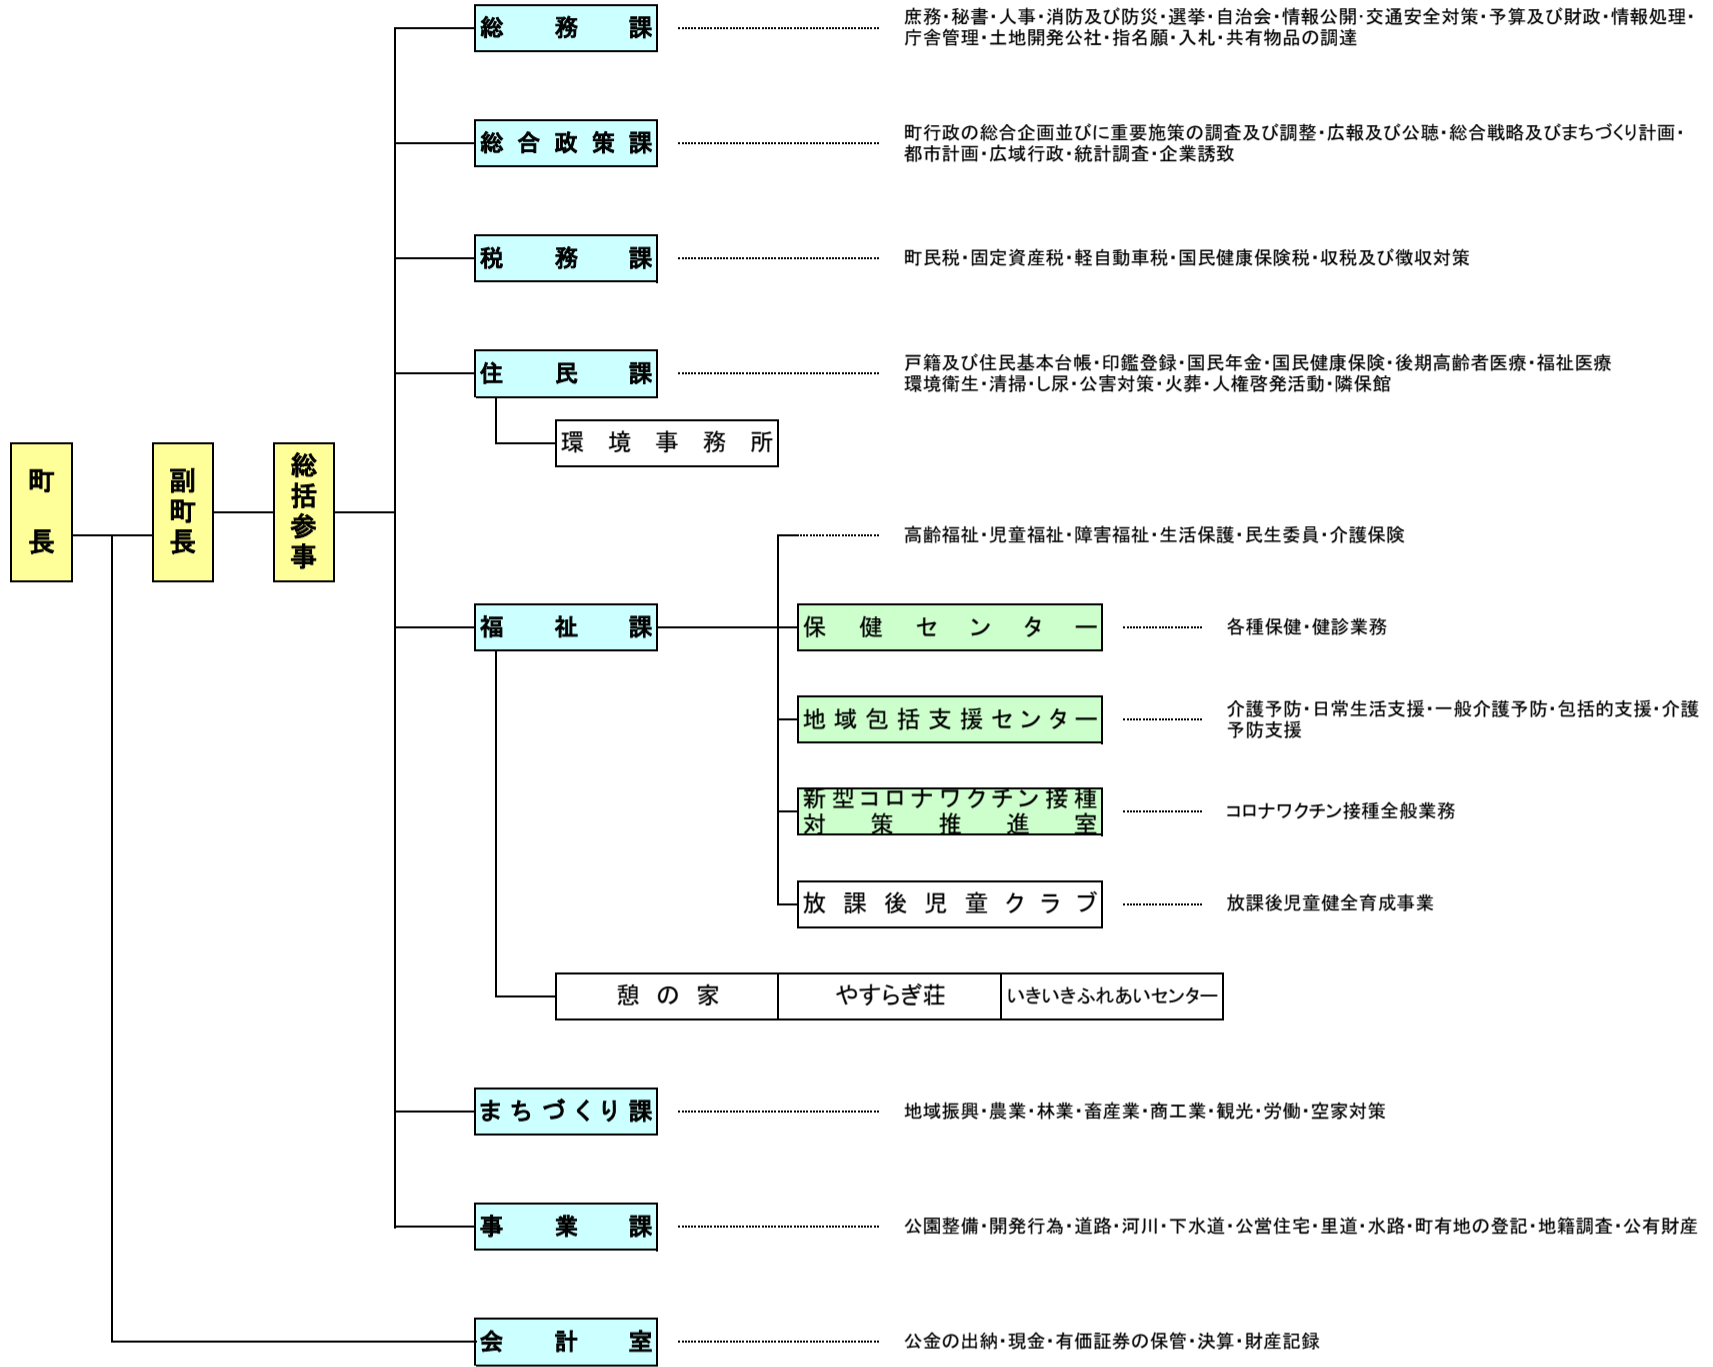 総務課
庶務・秘書・人事・消防及び防災・選挙・自治会・情報公開・交通安全対策・予算及び財政・情報処理・
庁舎管理・土地開発公社・指名願・入札・共有物品の調達
総合政策課
町行政の総合企画並びに重要施策の調査及び調整・広報及び公聴・総合戦略及びまちづくり計画・
都市計画・広域行政・統計調査・企業誘致
税務課
町民税・固定資産税・軽自動車税・国民健康保険税・収税及び徴収対策
住民課
戸籍及び住民基本台帳・印鑑登録・国民年金・国民健康保険・後期高齢者医療・福祉医療
環境衛生・清掃・し尿・公害対策・火葬・人権啓発活動・隣保館
環境事務所
町長
副町長
総括参事
高齢福祉・児童福祉・障害福祉・生活保護・民生委員・介護保険
福祉課
保健センター
各種保健・健診業務
地域包括支援センター
介護予防・日常生活支援・一般介護予防・包括的支援・介護
予防支援
新型コロナワクチン接種
対策推進室
コロナワクチン接種全般業務
放課後児童クラブ
放課後児童健全育成事業
憩の家
やすらぎ荘
いきいきふれあいセンター
まちづくり課
地域振興・農業・林業・畜産業・商工業・観光・労働・空家対策
事業課
公園整備・開発行為・道路・河川・下水道・公営住宅・里道・水路・町有地の登記・地籍調査・公有財産
会計室
公金の出納・現金・有価証券の保管・決算・財産記録